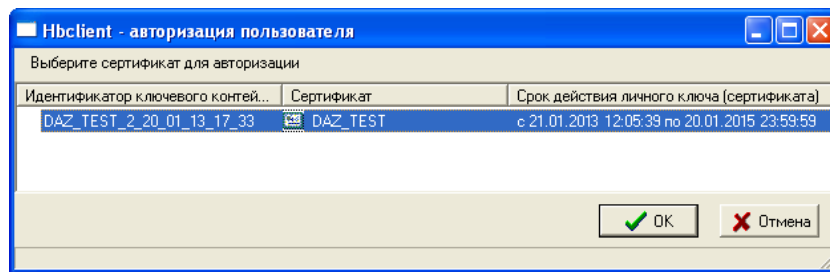 Hbclient - авторизация пользователя
Выберите сертификат для авторизации
Идентификатор ключевого контей... Сертификат Срок действия личного ключа (сертификата)
DAZ_TEST_2_20_01_13_17_33 DAZ_TEST с 21.01.2013 12:05:39 по 20.01.2015 23:59:59
OK Отмена